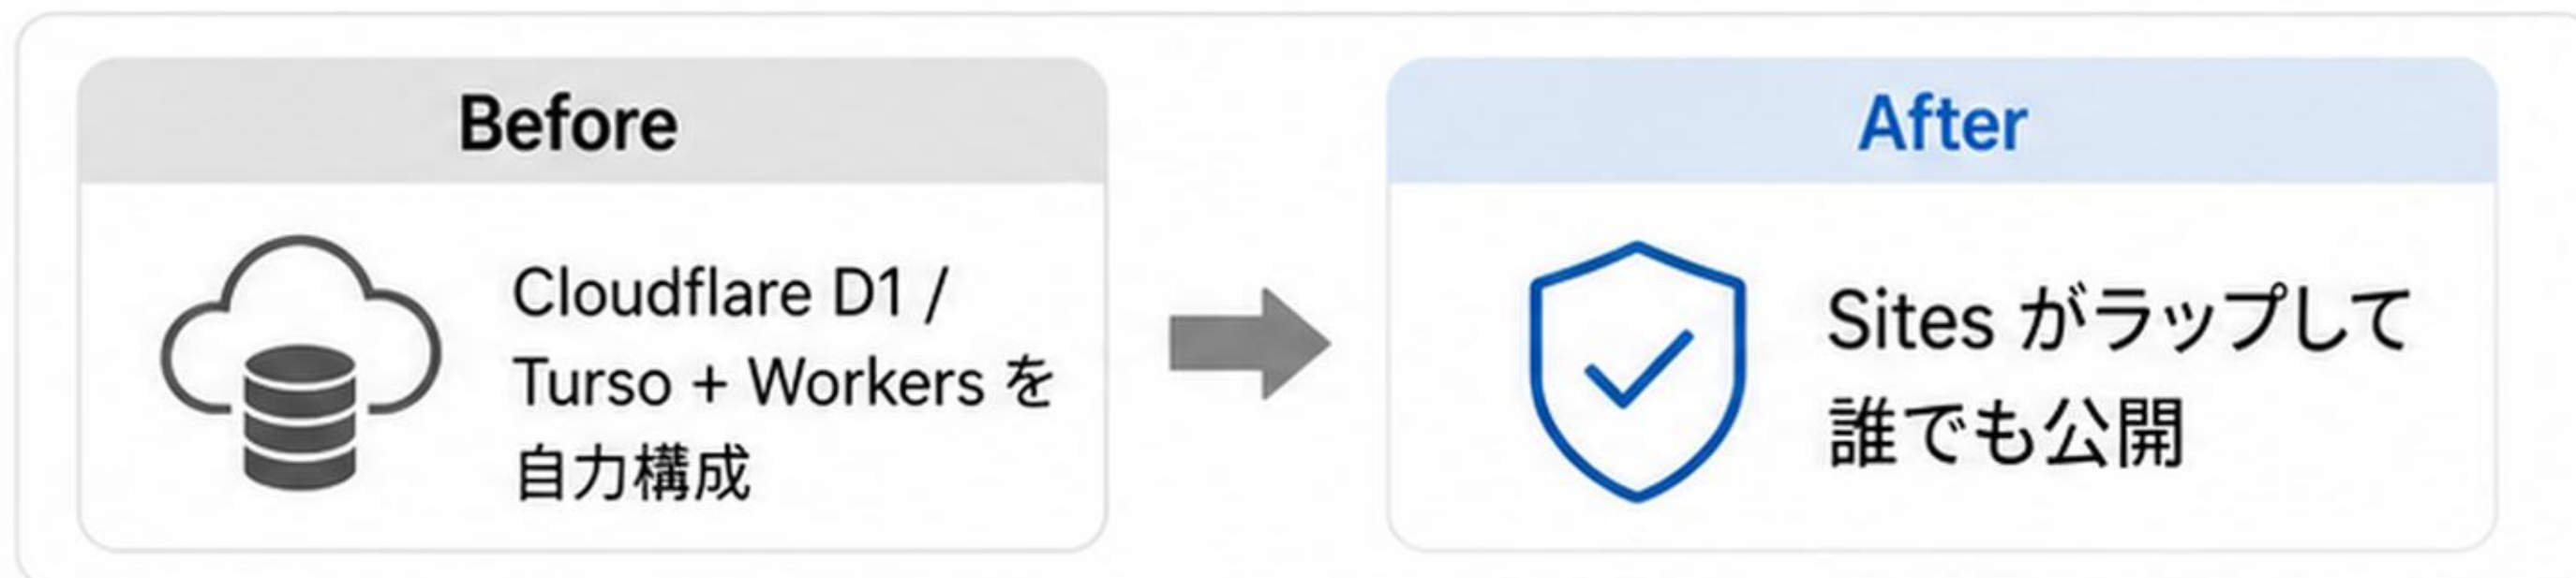 Before
Cloudflare D1 /
Turso + Workers を
自力構成
After
Sites がラップして
誰でも公開